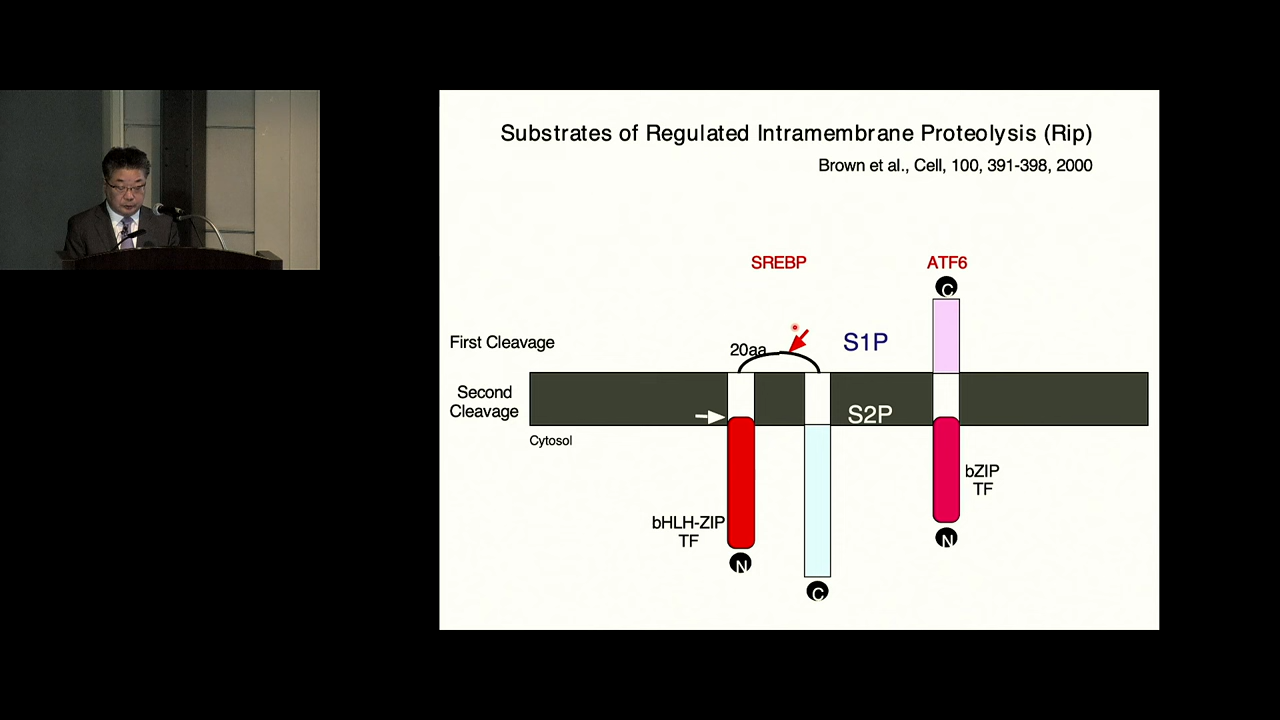 Substrates of Regulated Intramembrane Proteolysis (Rip)
Brown et al., Cell, 100, 391-398, 2000
SREBP
ATF6
C
First Cleavage
20aa
S1P
Second
Cleavage
S2P
Cytosol
bZIP
TF
bHLH-ZIP
TF
N
N
C